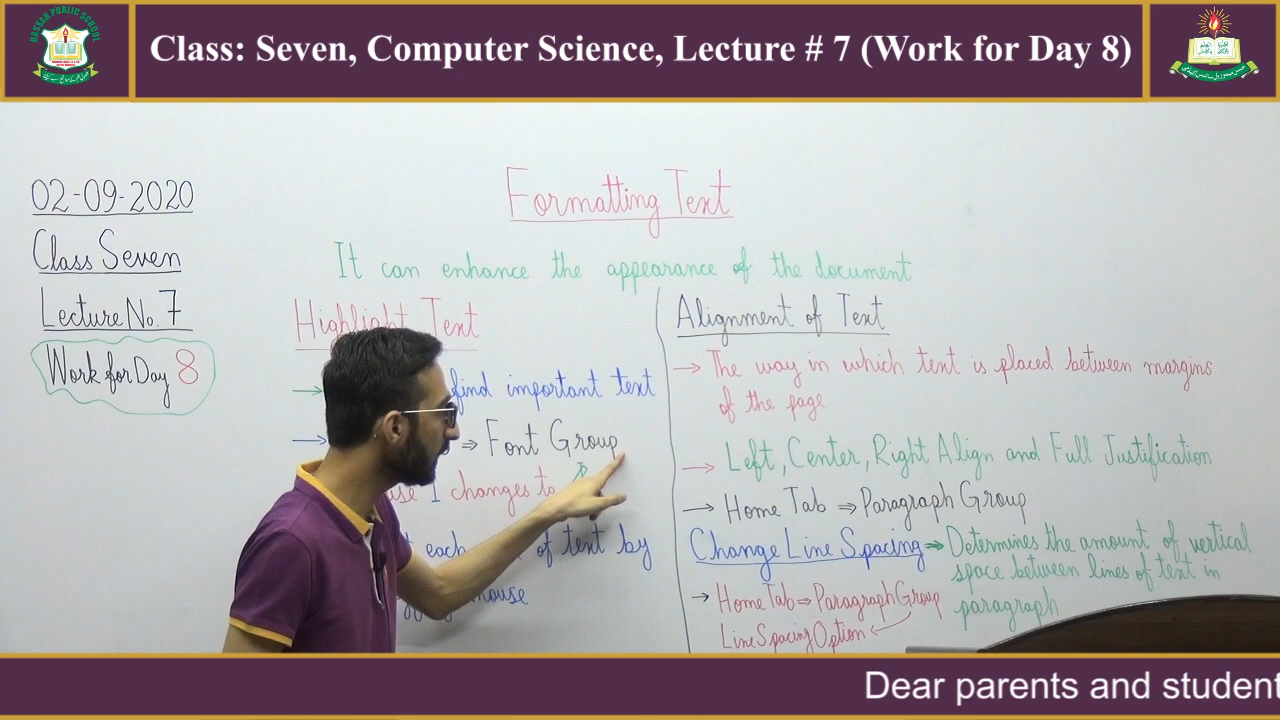 HASSAN PUBLIC SCHOOL
Class: Seven, Computer Science, Lecture # 7 (Work for Day 8)
02-09-2020
Class Seven
Lecture No. 7
Work for Day 8
Formatting Text
It can enhance the appearance of the document
Highlight Text
→ find important text
→ ⇒ Font Group
1 changes to
each of text by
mouse
Alignment of Text
→ The way in which text is placed between margins
of the page
→ Left, Center, Right Align and Full Justification
→ Home Tab ⇒ Paragraph Group
Change Line Spacing ⇒ Determines the amount of vertical
space between lines of text in
paragraph
→ Home Tab ⇒ Paragraph Group
Line Spacing Option ←
Dear parents and student